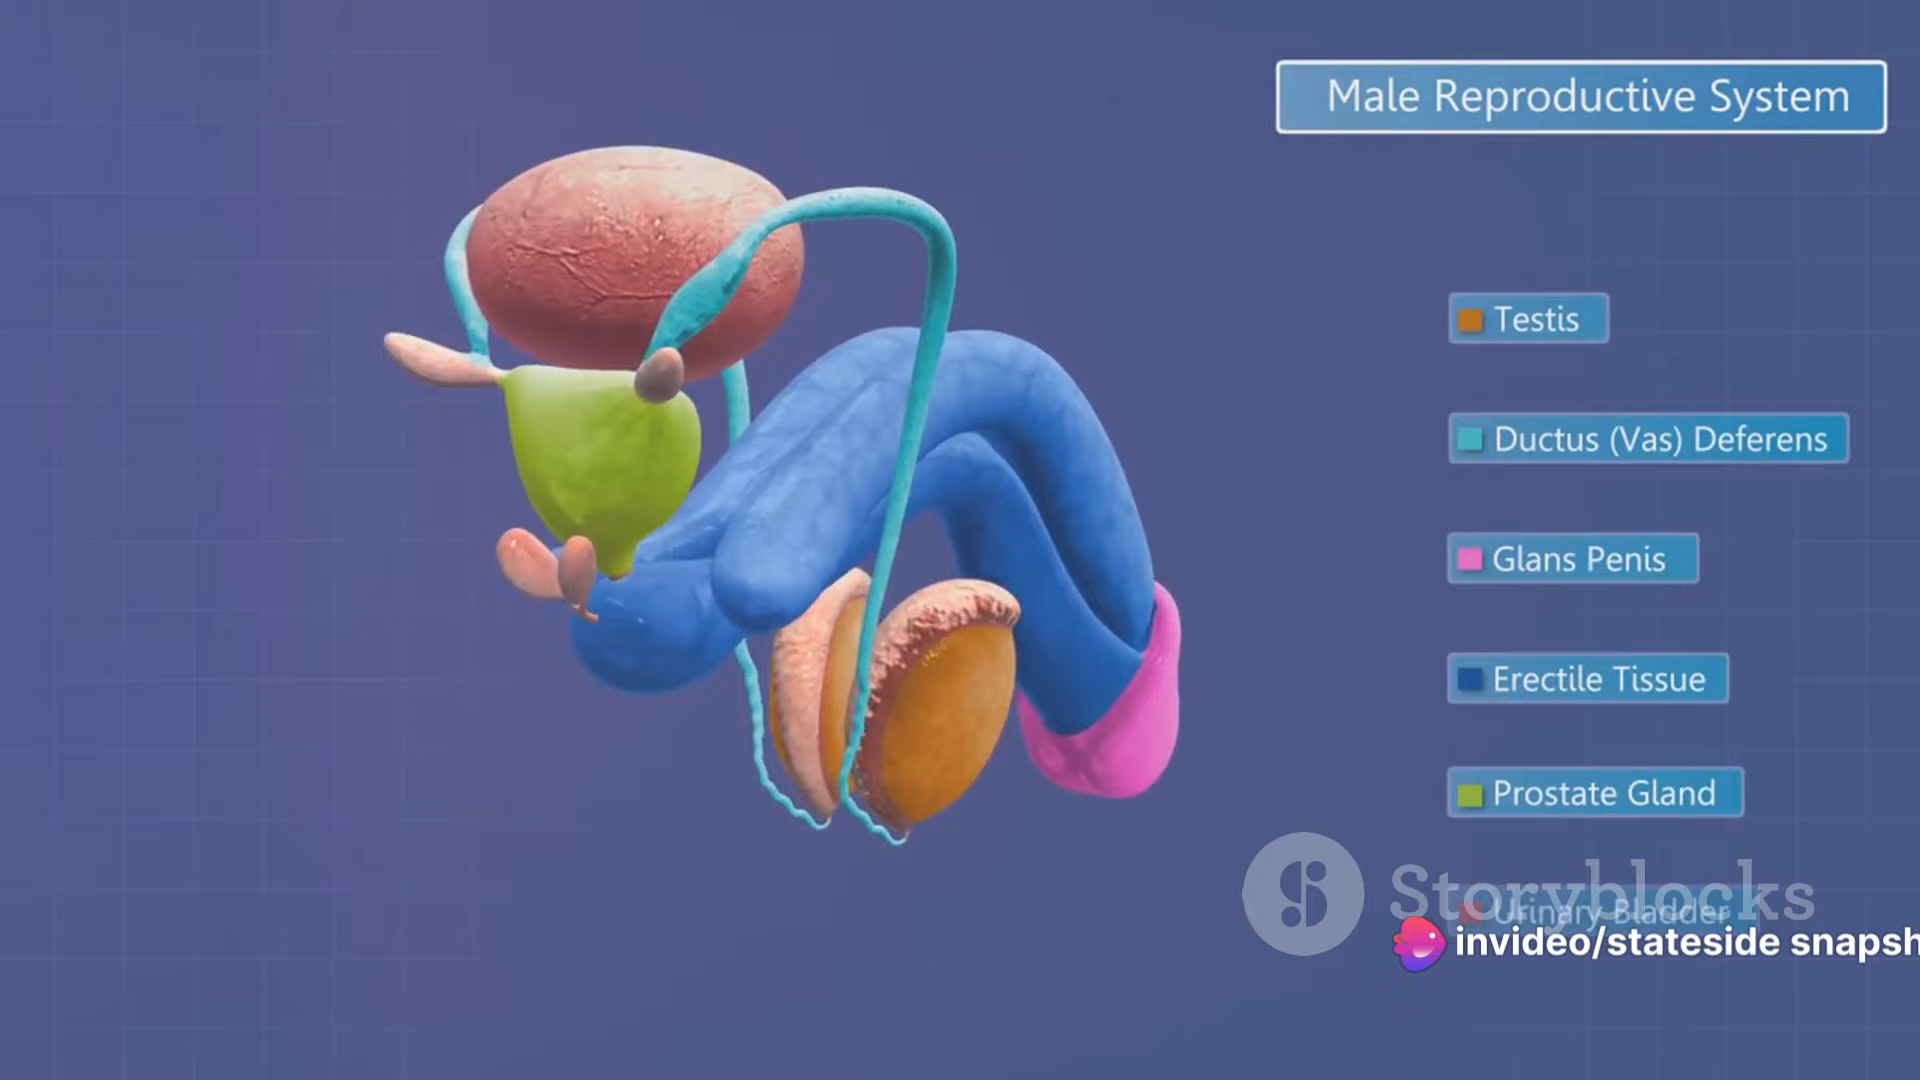 Male Reproductive System
Testis
Ductus (Vas) Deferens
Glans Penis
Erectile Tissue
Prostate Gland
Storyblocks
Urinary Bladder
invideo/stateside snapsh